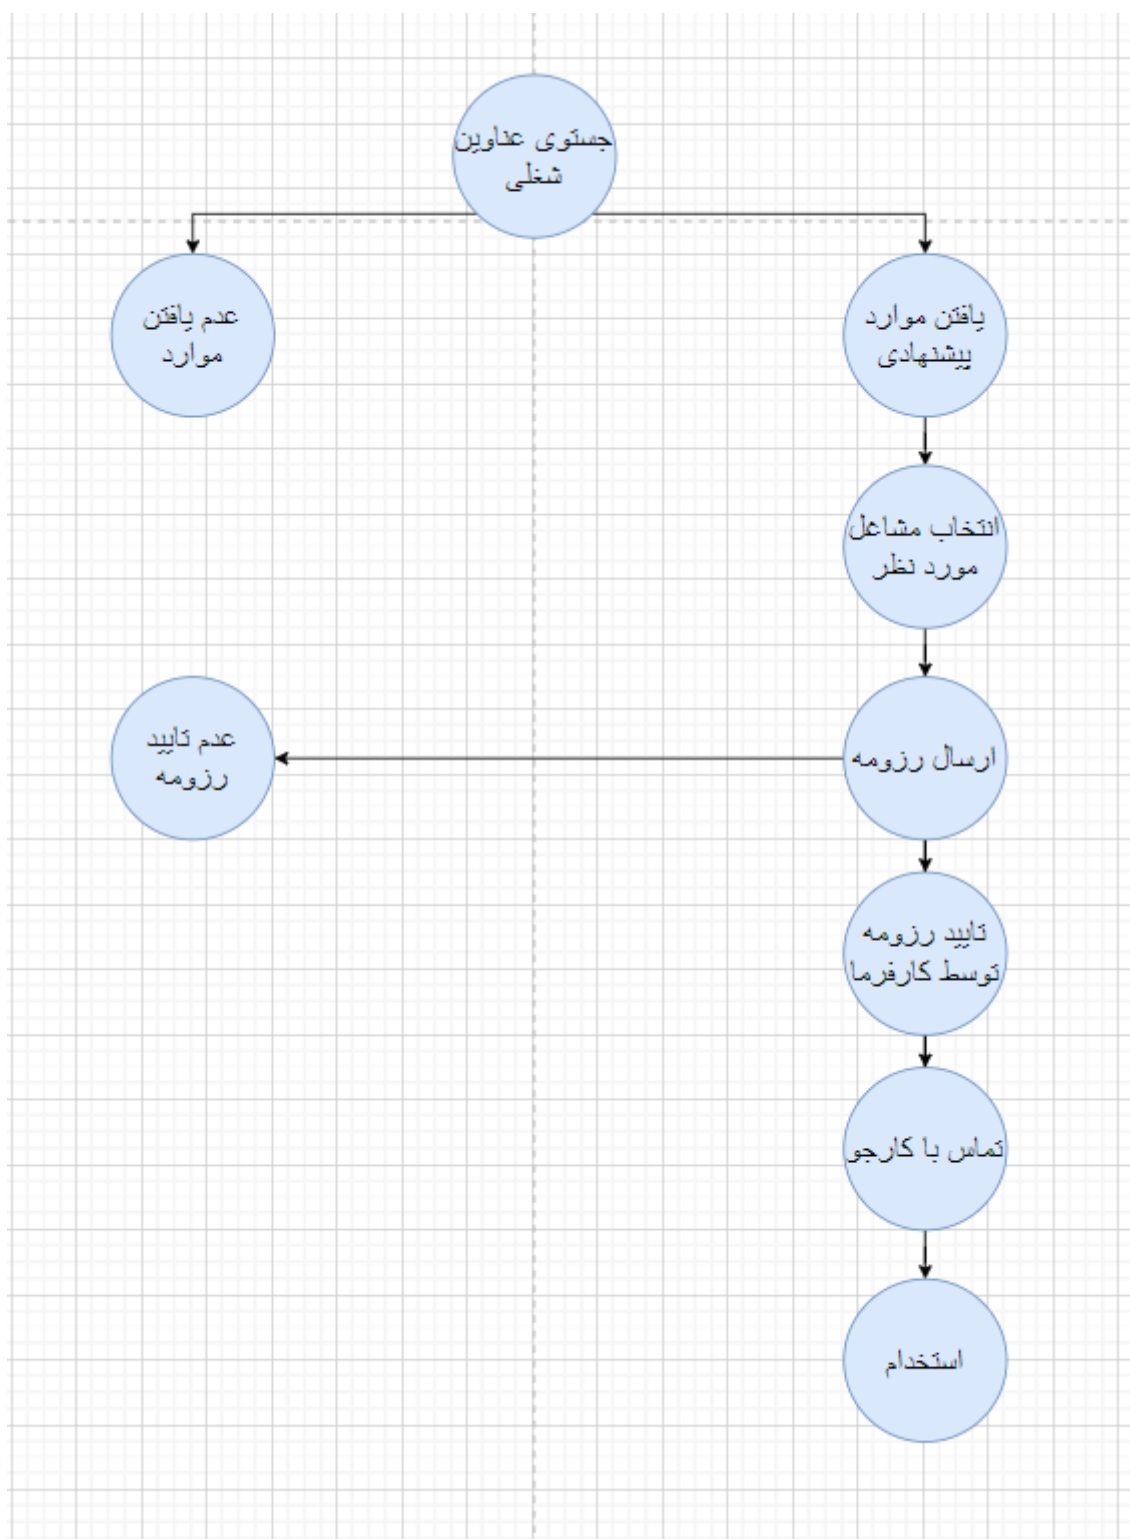 جستوی عناوین
شغلی
یافتن موارد
پیشنهادی
عدم یافتن
موارد
انتخاب مشاغل
مورد نظر
ارسال رزومه
عدم تایید
رزومه
تایید رزومه
توسط کارفرما
تماس با کارجو
استخدام